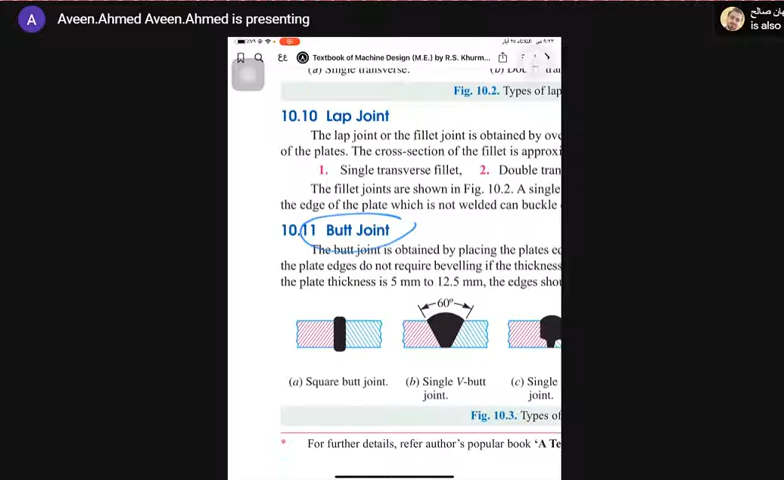 A Aveen.Ahmed Aveen.Ahmed is presenting
هان صالح
is also
Textbook of Machine Design (M.E.) by R.S. Khurm...
(a) Single transverse.
Fig. 10.2. Types of lap
10.10 Lap Joint
The lap joint or the fillet joint is obtained by ove
of the plates. The cross-section of the fillet is approxi
1. Single transverse fillet, 2. Double tran
The fillet joints are shown in Fig. 10.2. A single
the edge of the plate which is not welded can buckle
10.11 Butt Joint
The butt joint is obtained by placing the plates ed
the plate edges do not require bevelling if the thickness
the plate thickness is 5 mm to 12.5 mm, the edges shou
60°
(a) Square butt joint. (b) Single V-butt (c) Single
joint. joint.
Fig. 10.3. Types of
* For further details, refer author's popular book 'A Te